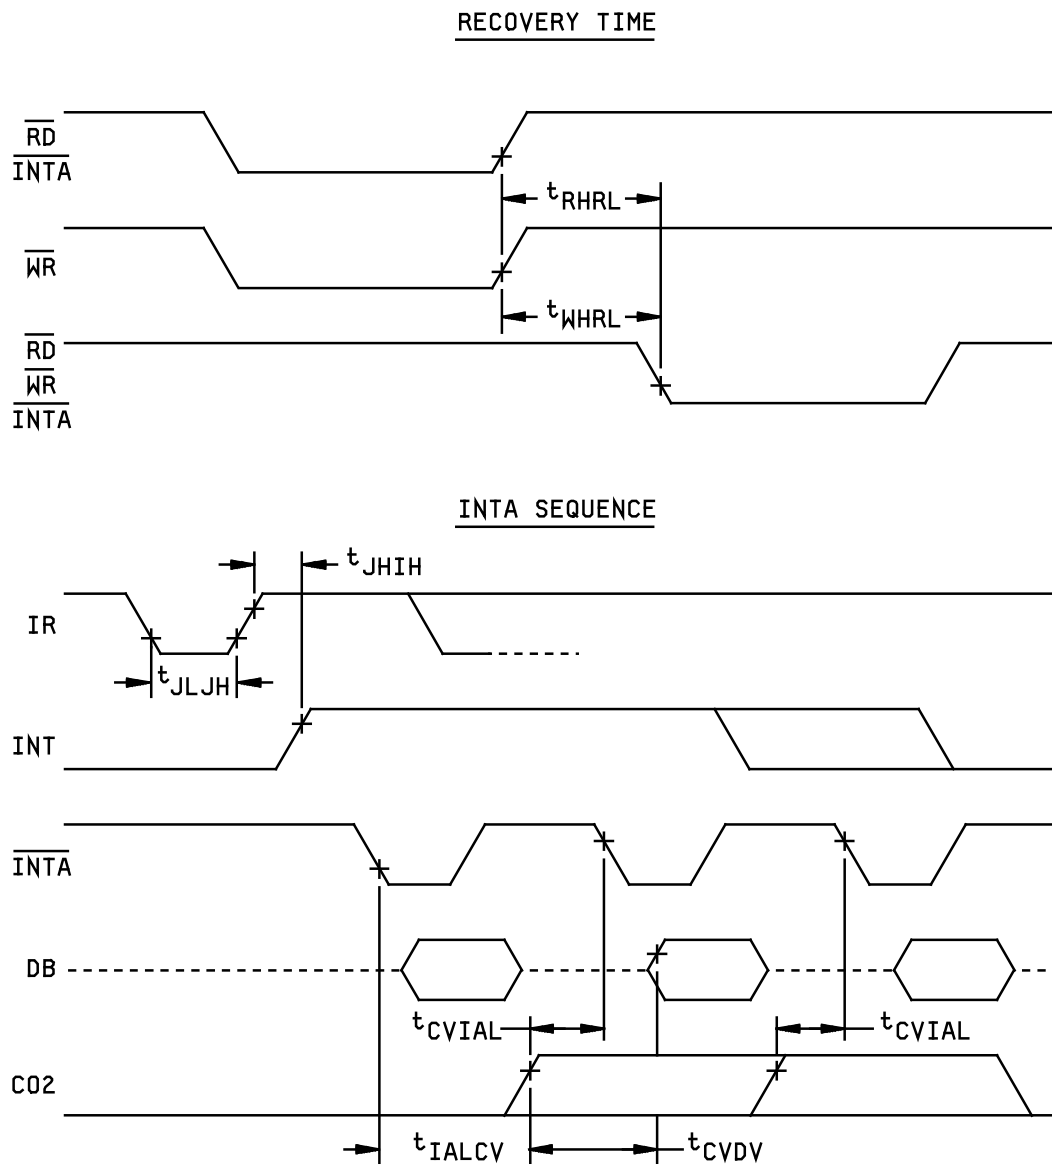 RECOVERY TIME
RD
INTA
tRHRL
WR
tWHRL
RD
WR
INTA
INTA SEQUENCE
tJHIH
IR
tJLJH
INT
INTA
DB
tCVIAL
tCVIAL
CO2
tIALCV
tCVDV